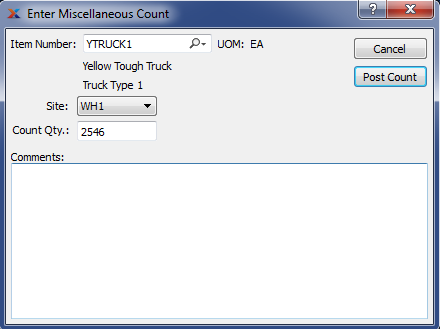 Enter Miscellaneous Count
Item Number: YTRUCK1 UOM: EA
Cancel
Yellow Tough Truck
Post Count
Truck Type 1
Site: WH1
Count Qty.: 2546
Comments: